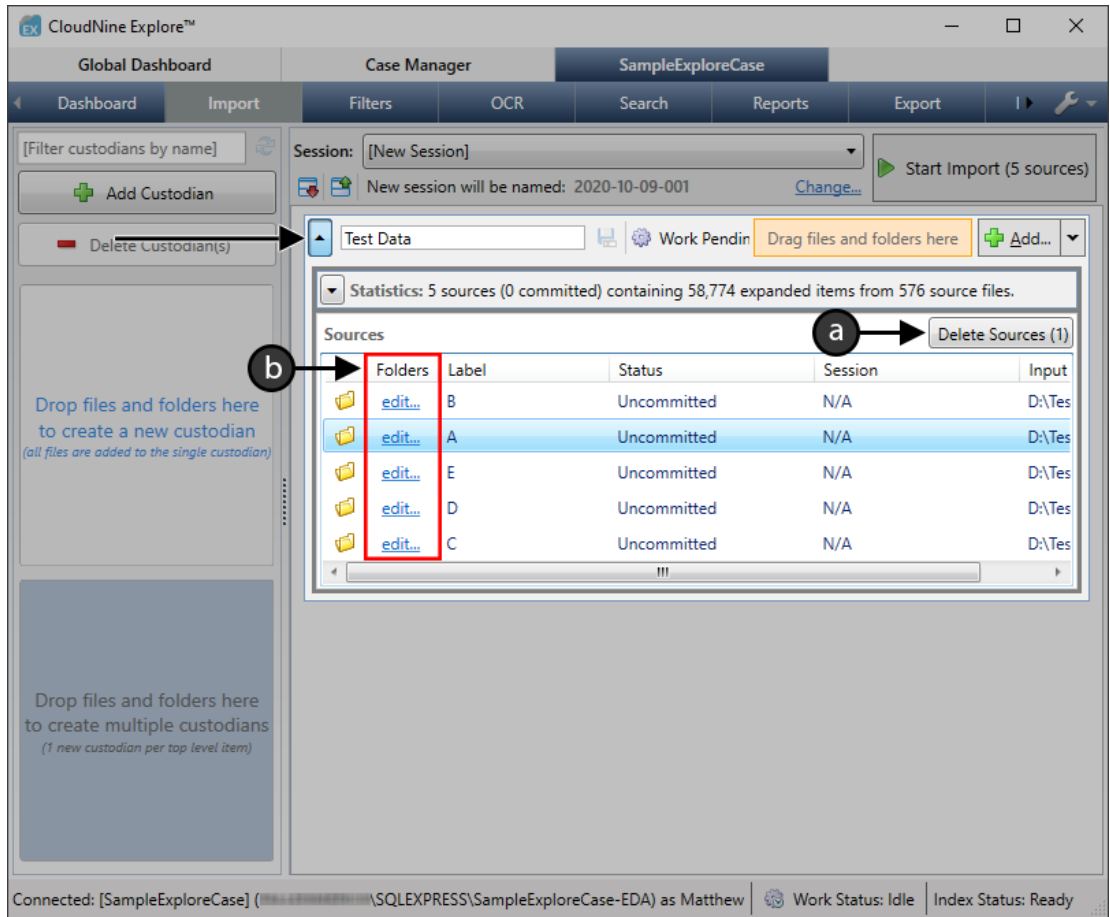 CloudNine Explore™
Global Dashboard Case Manager SampleExploreCase
Dashboard Import Filters OCR Search Reports Export
[Filter custodians by name]
Add Custodian
Delete Custodian(s)
Drop files and folders here
to create a new custodian
(all files are added to the single custodian)
Drop files and folders here
to create multiple custodians
(1 new custodian per top level item)
Session: [New Session]
New session will be named: 2020-10-09-001 Change...
Start Import (5 sources)
Test Data Work Pendin Drag files and folders here Add...
Statistics: 5 sources (0 committed) containing 58,774 expanded items from 576 source files.
Sources a Delete Sources (1)
b Folders Label Status Session Input
edit... B Uncommitted N/A D:\Tes
edit... A Uncommitted N/A D:\Tes
edit... E Uncommitted N/A D:\Tes
edit... D Uncommitted N/A D:\Tes
edit... C Uncommitted N/A D:\Tes
Connected: [SampleExploreCase] ( \SQLEXPRESS\SampleExploreCase-EDA) as Matthew Work Status: Idle Index Status: Ready